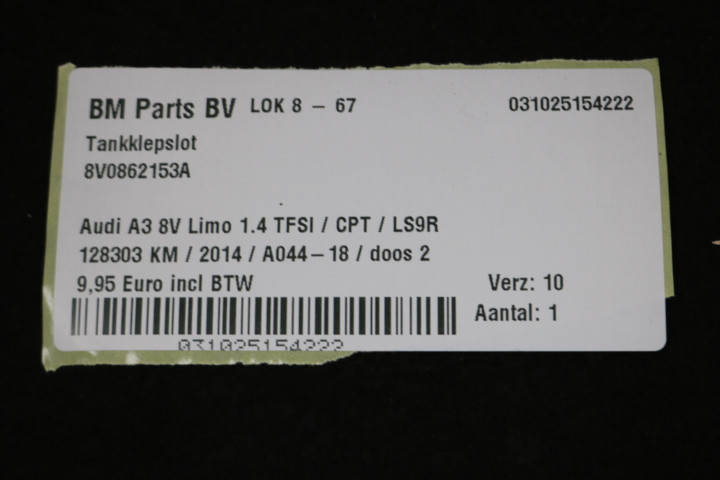 BM Parts BV LOK 8 - 67 031025154222
Tankklepslot
8V0862153A
Audi A3 8V Limo 1.4 TFSI / CPT / LS9R
128303 KM / 2014 / A044-18 / doos 2
9,95 Euro incl BTW Verz: 10
Aantal: 1
031025154222